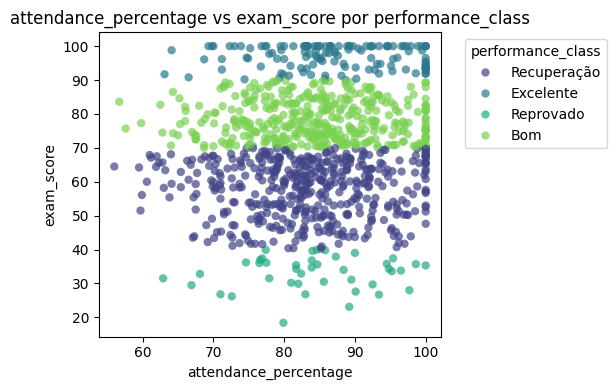 attendance_percentage vs exam_score por performance_class
performance_class
Recuperação
Excelente
Reprovado
Bom
exam_score
100
90
80
70
60
50
40
30
20
60 70 80 90 100
attendance_percentage